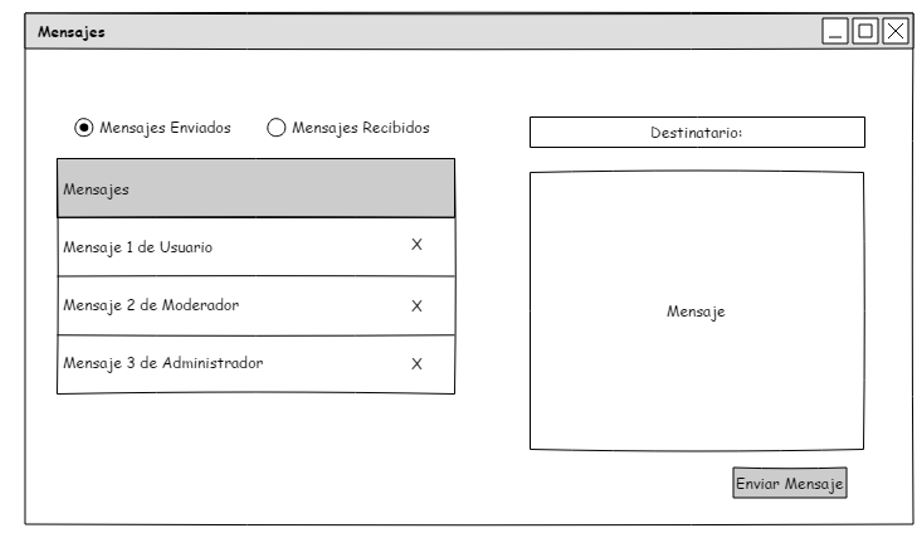 Mensajes
Mensajes Enviados
Mensajes Recibidos
Mensajes
Mensaje 1 de Usuario X
Mensaje 2 de Moderador X
Mensaje 3 de Administrador X
Destinatario:
Mensaje
Enviar Mensaje